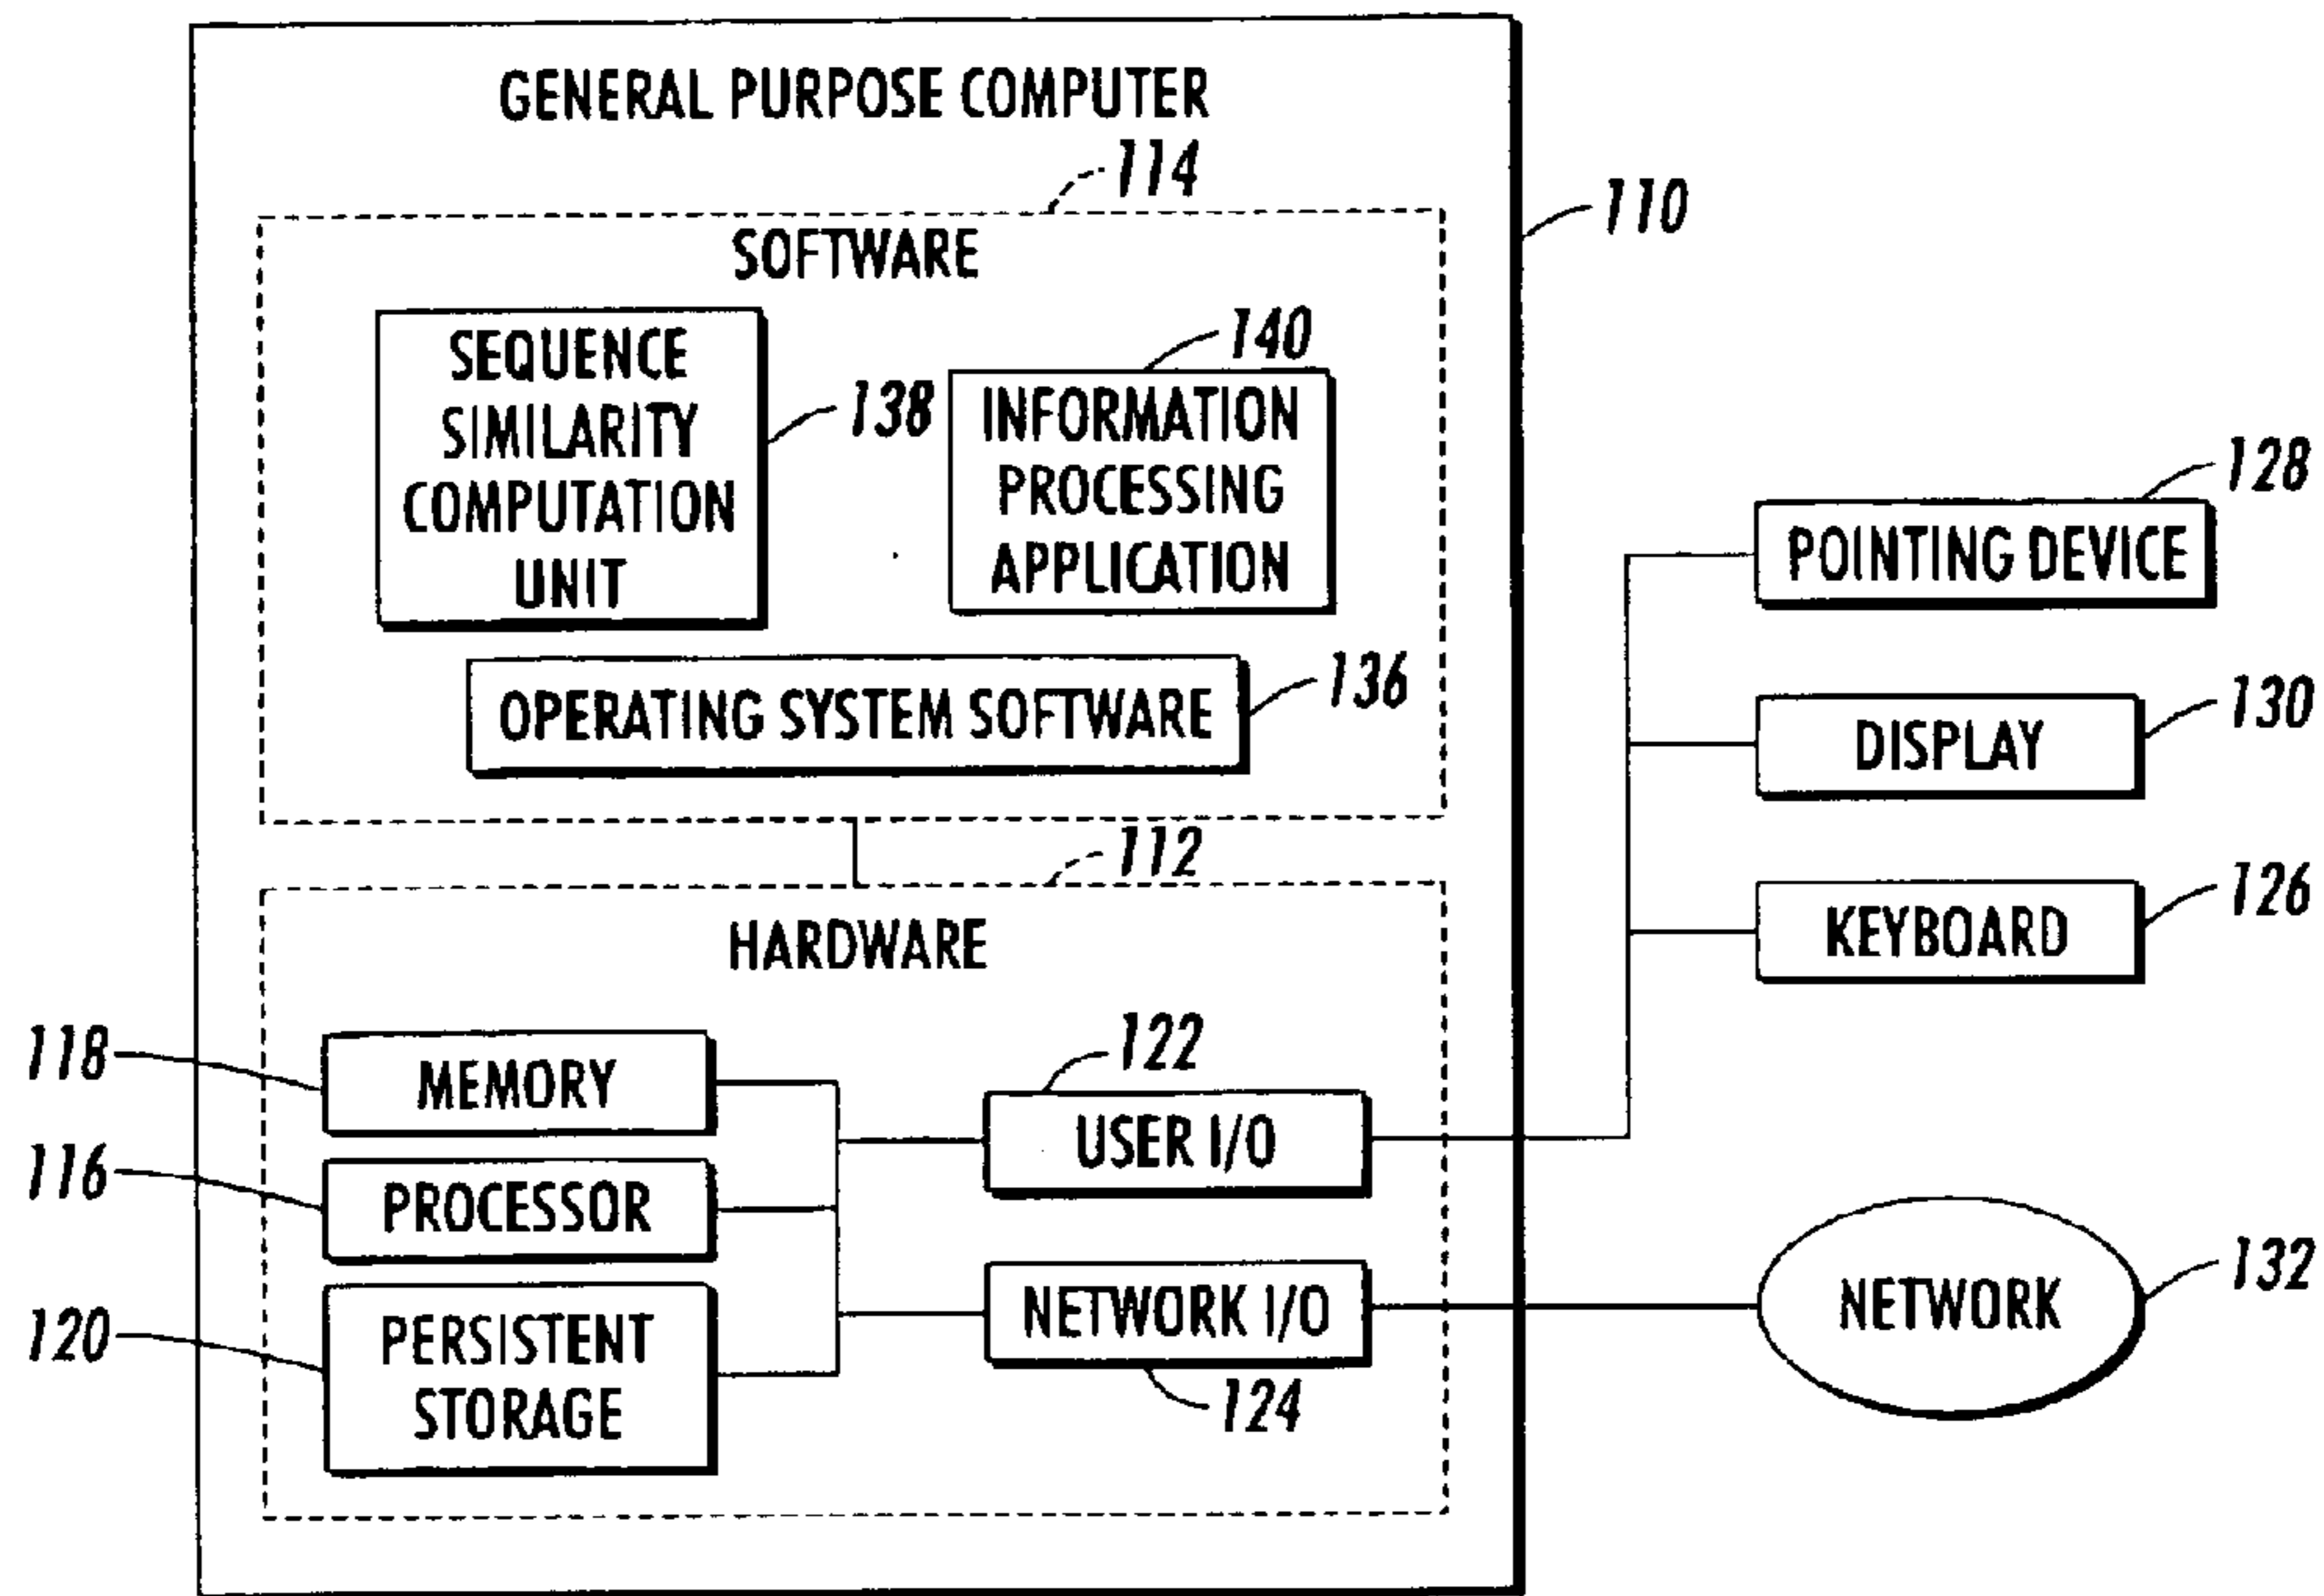 GENERAL PURPOSE COMPUTER
114
110
SOFTWARE
SEQUENCE
SIMILARITY
COMPUTATION
UNIT
138
140
INFORMATION
PROCESSING
APPLICATION
OPERATING SYSTEM SOFTWARE
136
128
POINTING DEVICE
130
DISPLAY
126
KEYBOARD
112
HARDWARE
118
MEMORY
116
PROCESSOR
120
PERSISTENT
STORAGE
122
USER I/O
NETWORK I/O
124
NETWORK
132